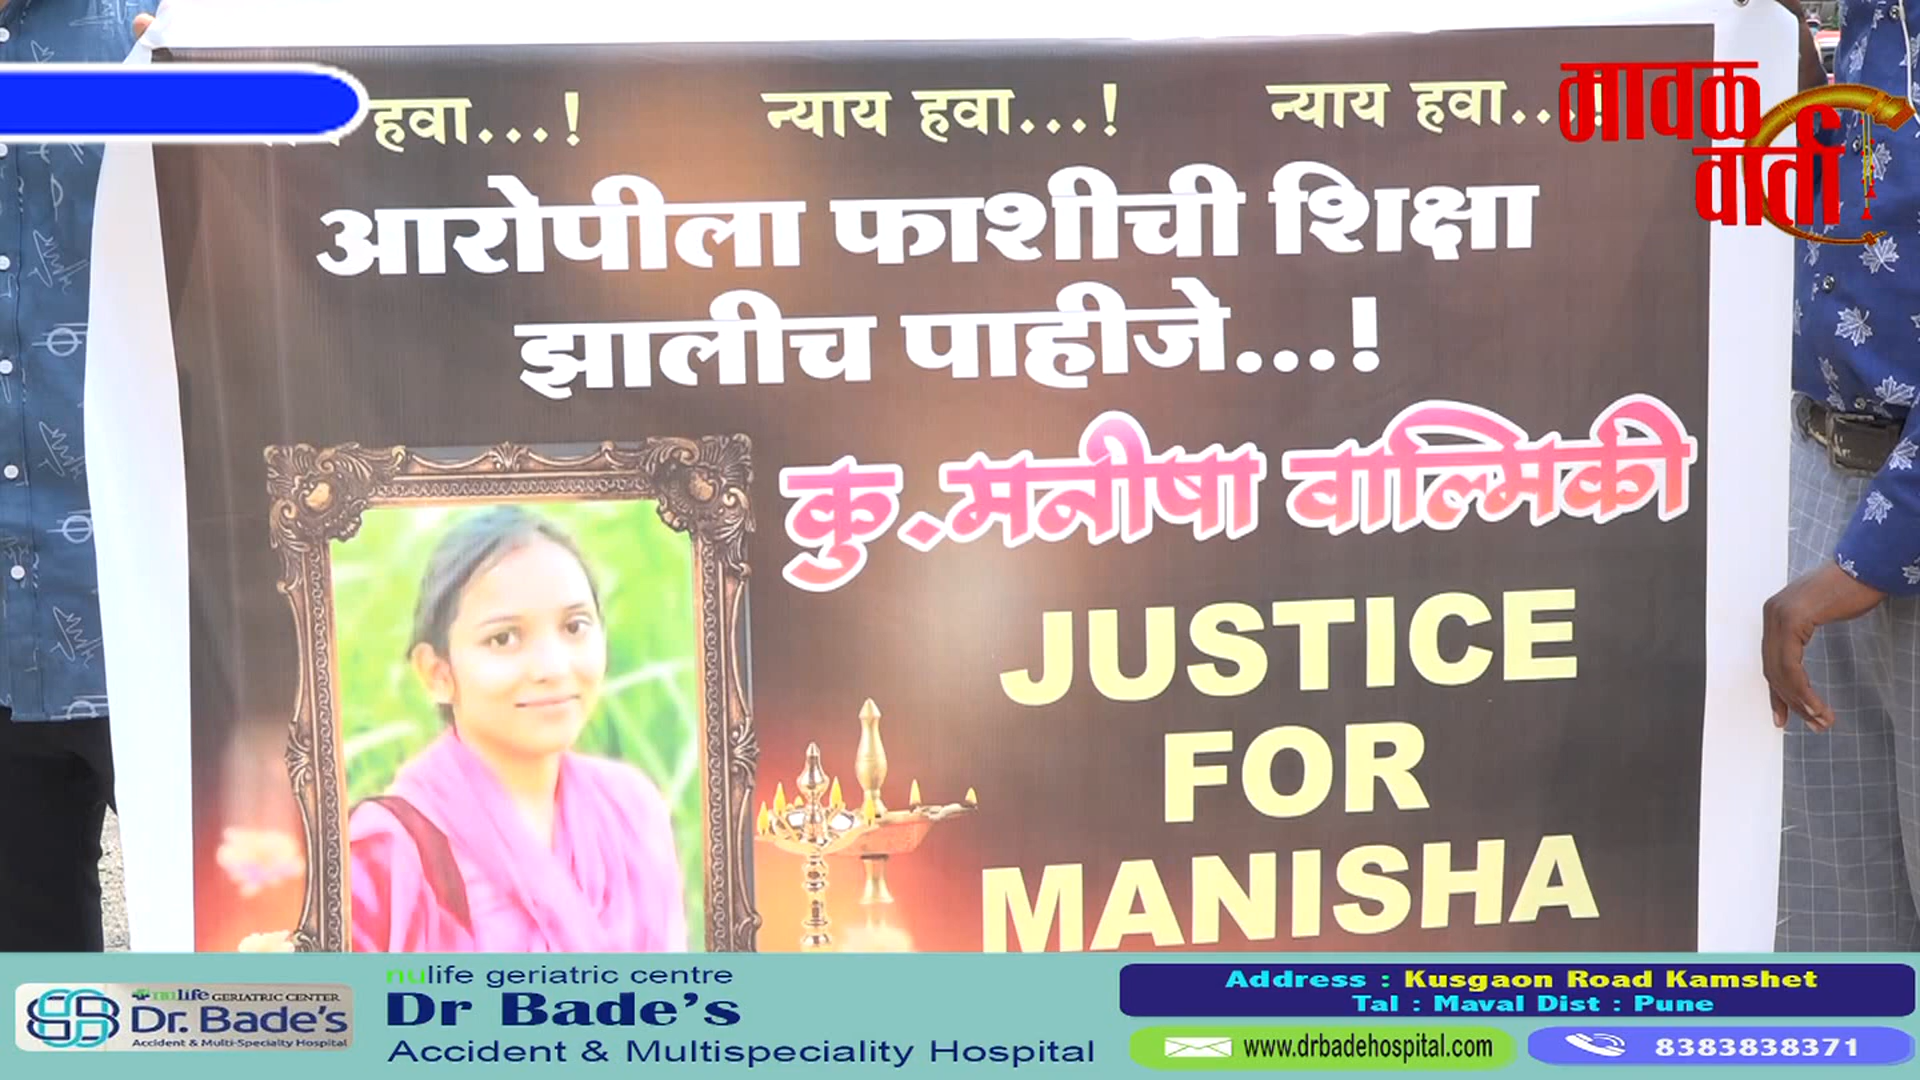 हवा...! न्याय हवा...! न्याय हवा...!
मावळ
वार्ता
आरोपीला फाशीची शिक्षा
झालीच पाहीजे...!
कु.मनीषा वाल्मिकी
JUSTICE
FOR
MANISHA
nulife GERIATRIC CENTER
Dr. Bade's
Accident & Multi-Specialty Hospital
nulife geriatric centre
Dr Bade's
Accident & Multispeciality Hospital
Address : Kusgaon Road Kamshet
Tal : Maval Dist : Pune
www.drbadehospital.com
8383838371